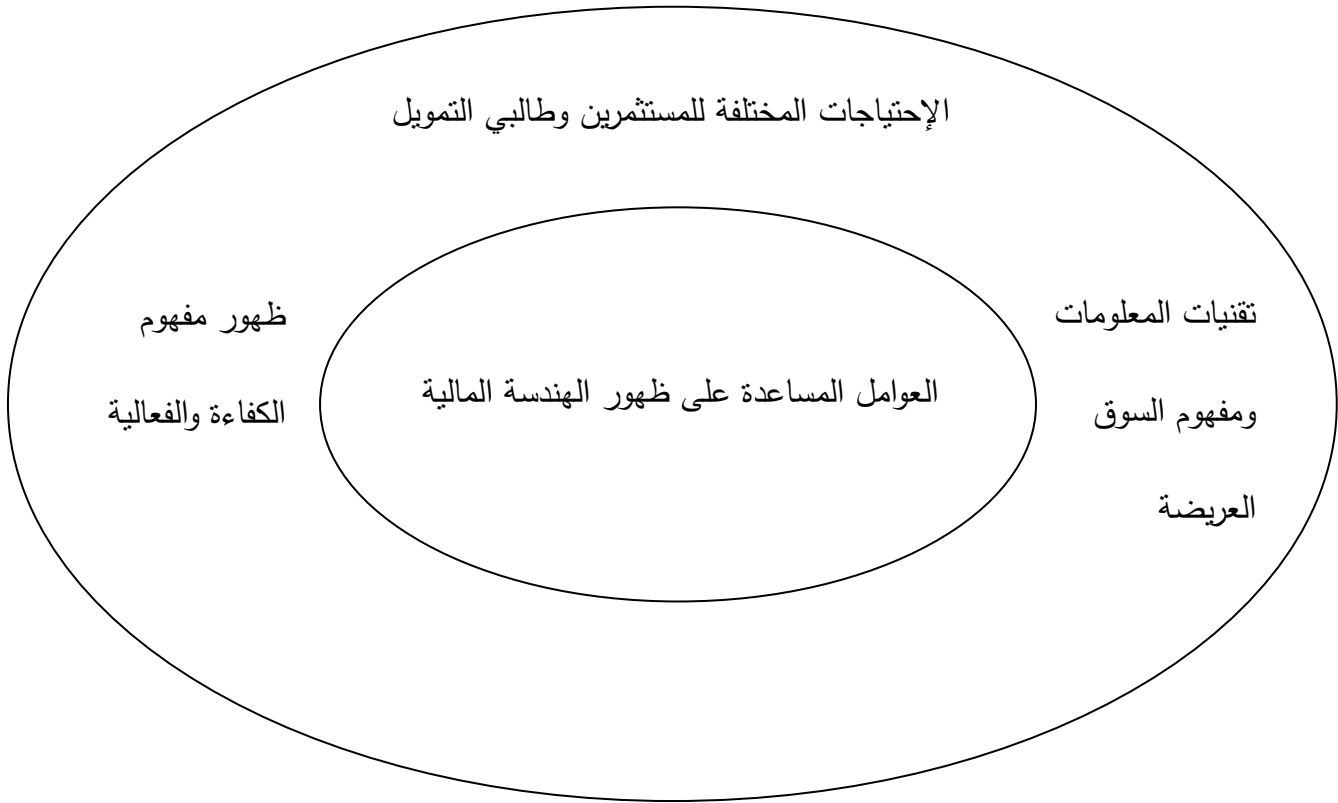 الإحتياجات المختلفة للمستثمرين وطالبي التمويل
تقنيات المعلومات
ومفهوم السوق
العريضة
العوامل المساعدة على ظهور الهندسة المالية
ظهور مفهوم
الكفاءة والفعالية